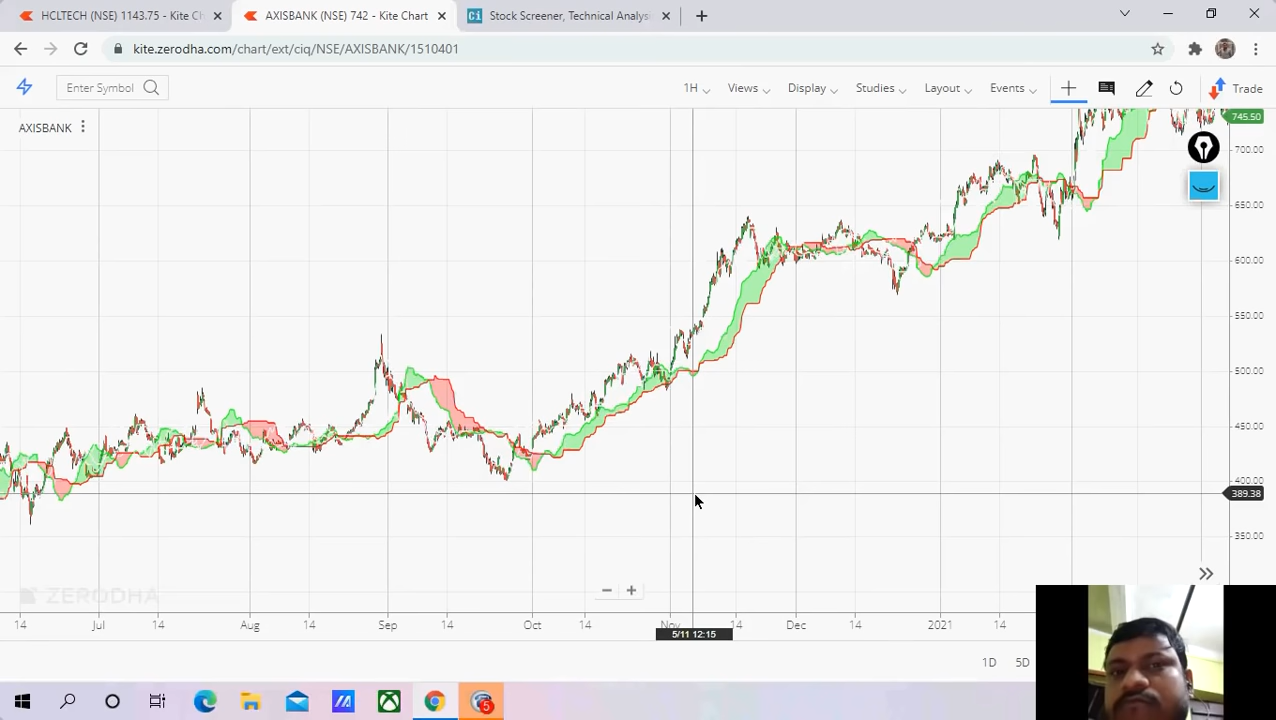 HCLTECH (NSE) 1143.75 - Kite Ch
AXISBANK (NSE) 742 - Kite Chart
Stock Screener, Technical Analysi
kite.zerodha.com/chart/ext/ciq/NSE/AXISBANK/1510401
Enter Symbol
1H
Views
Display
Studies
Layout
Events
Trade
AXISBANK
745.50
700.00
650.00
600.00
550.00
500.00
450.00
400.00
389.38
350.00
ZERODHA
14 Jul 14 Aug 14 Sep 14 Oct 14 Nov 14 Dec 14 2021 14
5/11 12:15
1D 5D
5